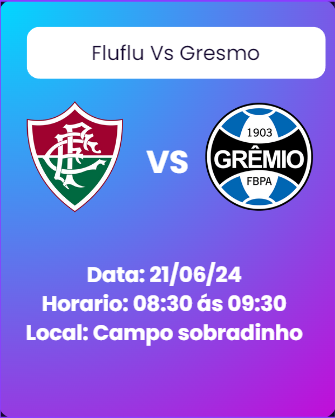 Fluflu Vs Gresmo
FFC
1903
GRÊMIO
FBPA
vs
Data: 21/06/24
Horario: 08:30 ás 09:30
Local: Campo sobradinho